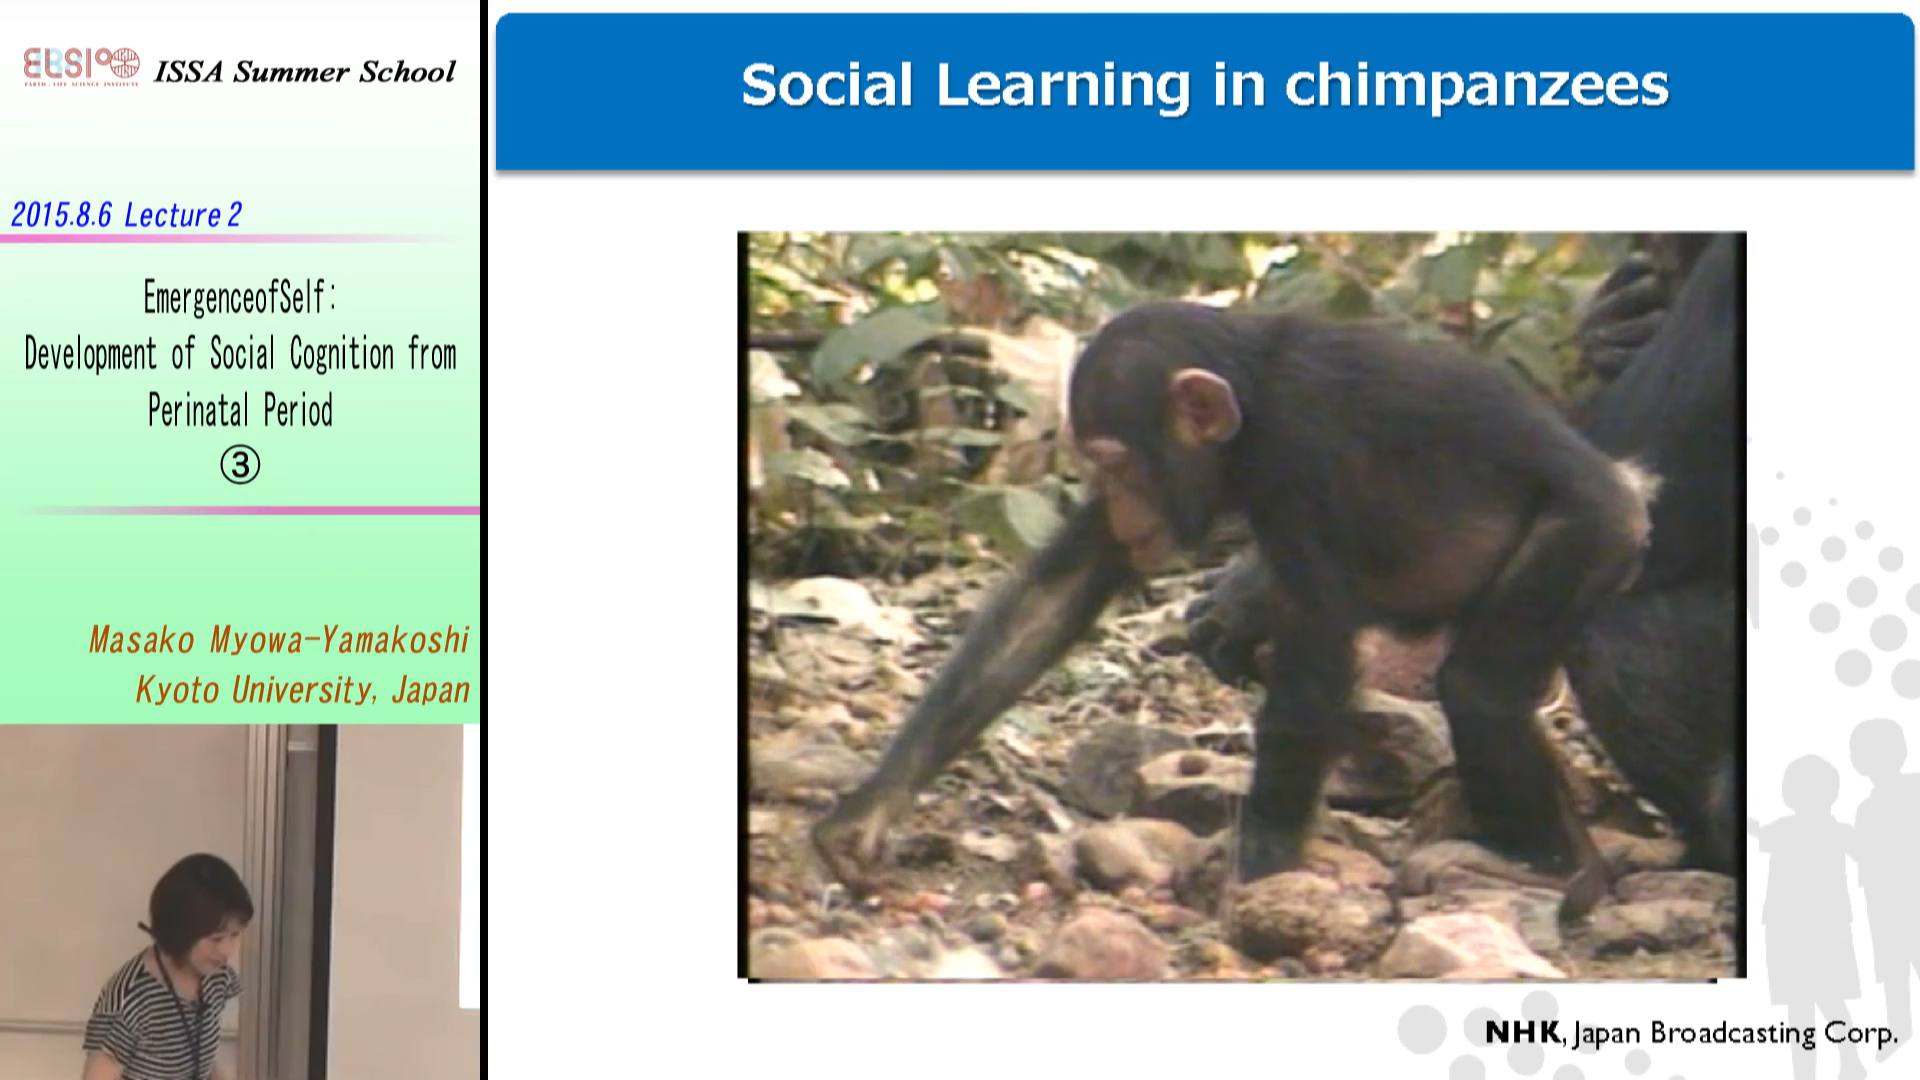 ELSI
EARTH-LIFE SCIENCE INSTITUTE
ISSA Summer School
2015.8.6 Lecture 2
EmergenceofSelf:
Development of Social Cognition from
Perinatal Period
③
Masako Myowa-Yamakoshi
Kyoto University, Japan
Social Learning in chimpanzees
NHK, Japan Broadcasting Corp.